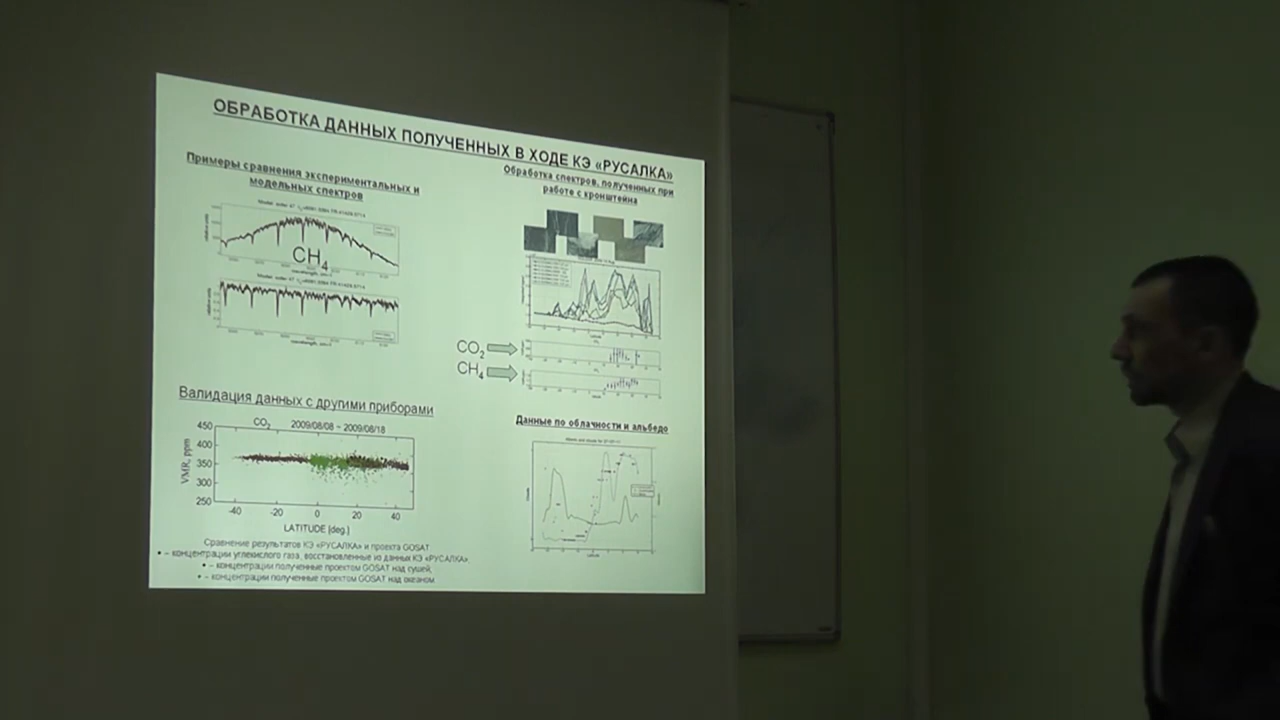 ОБРАБОТКА ДАННЫХ ПОЛУЧЕННЫХ В ХОДЕ КЭ «РУСАЛКА»
Примеры сравнения экспериментальных и
модельных спектров
CH4
Валидация данных с другими приборами
CO2 2009/08/08 - 2009/08/18
VMR, ppm
450
400
350
300
250
-40 -20 0 20 40
LATITUDE (deg.)
Сравнение результатов КЭ «РУСАЛКА» и проекта GOSAT
• – концентрации углекислого газа, восстановленные из данных КЭ «РУСАЛКА»,
• – концентрации полученные проектом GOSAT над сушей,
• – концентрации полученные проектом GOSAT над океаном
Обработка спектров, полученных при
работе с кронштейна
CO2
CH4
Данные по облачности и альбедо